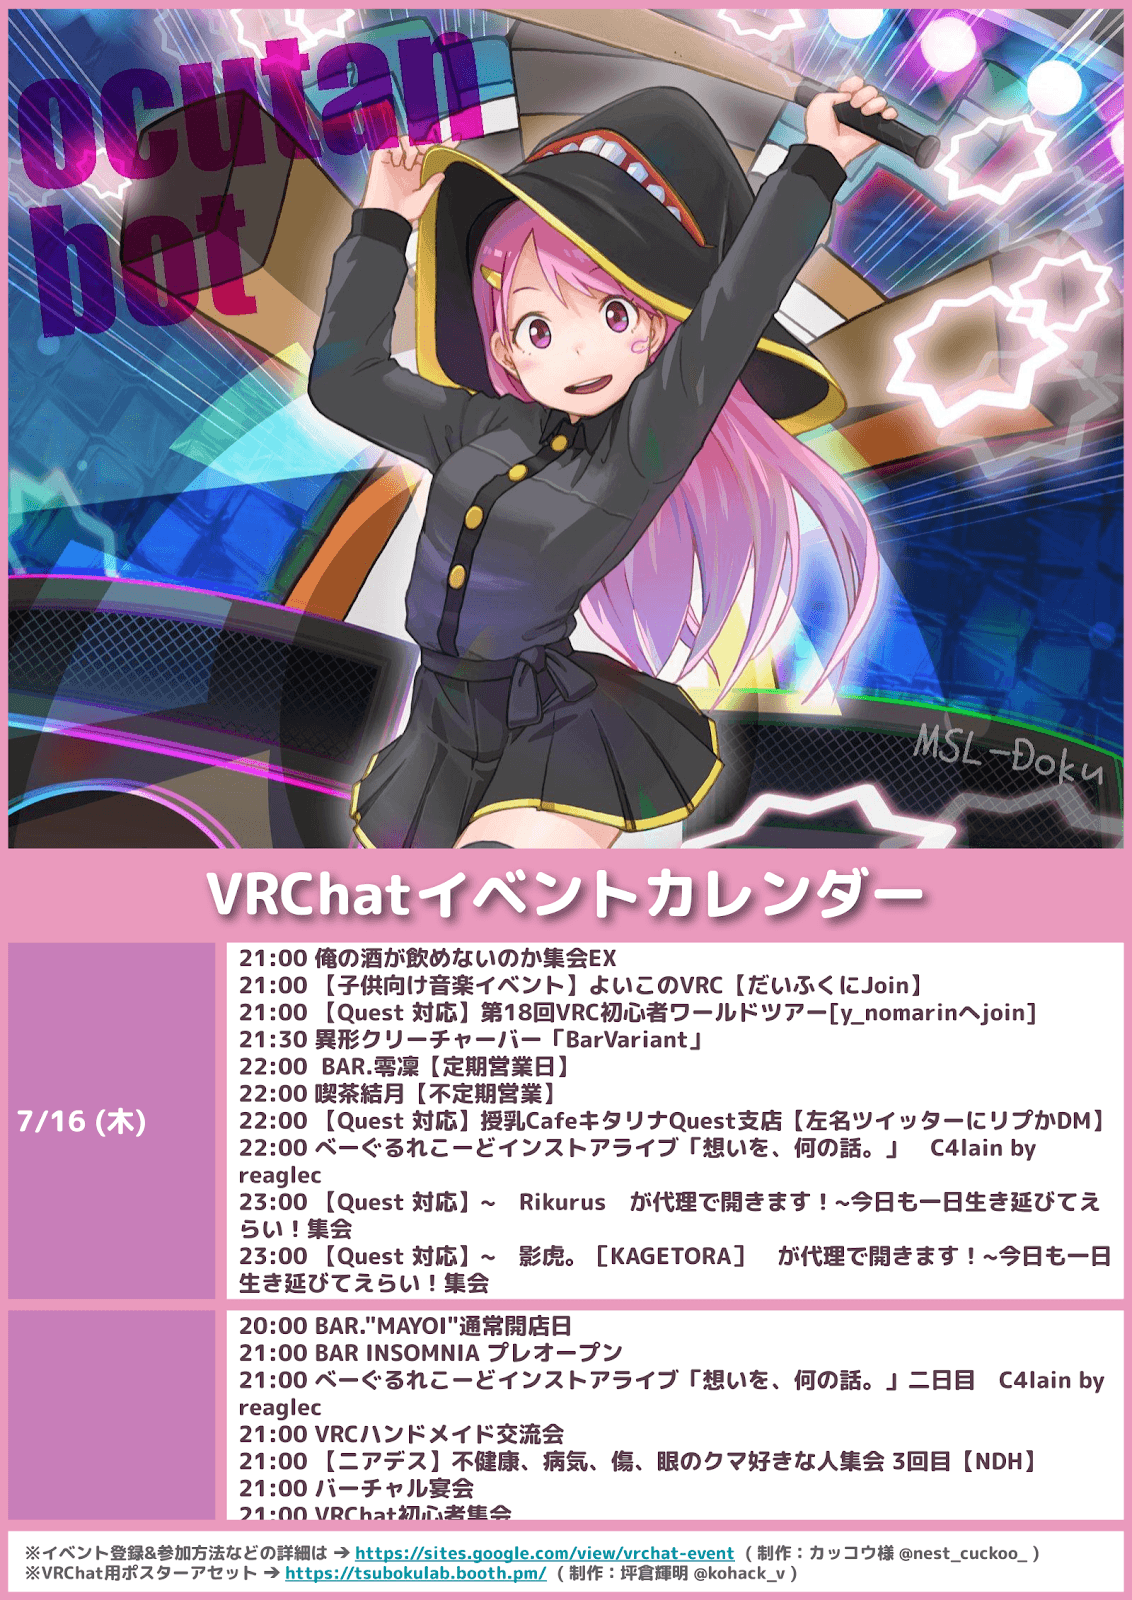 ocutan
bot
MSL-Doku
VRChatイベントカレンダー
7/16 (木)
21:00 俺の酒が飲めないのか集会EX
21:00 【子供向け音楽イベント】よいこのVRC【だいふくにJoin】
21:00 【Quest 対応】第18回VRC初心者ワールドツアー[y_nomarinへjoin]
21:30 異形クリーチャーバー「BarVariant」
22:00 BAR.零凜【定期営業日】
22:00 喫茶結月【不定期営業】
22:00 【Quest 対応】授乳CafeキタリナQuest支店【左名ツイッターにリプかDM】
22:00 べーぐるれこーどインストアライブ「想いを、何の話。」　C4lain by
reaglec
23:00 【Quest 対応】~　Rikurus　が代理で開きます！~今日も一日生き延びてえ
らい！集会
23:00 【Quest 対応】~　影虎。［KAGETORA］　が代理で開きます！~今日も一日
生き延びてえらい！集会
20:00 BAR."MAYOI"通常開店日
21:00 BAR INSOMNIA プレオープン
21:00 べーぐるれこーどインストアライブ「想いを、何の話。」二日目　C4lain by
reaglec
21:00 VRCハンドメイド交流会
21:00 【ニアデス】不健康、病気、傷、眼のクマ好きな人集会 3回目【NDH】
21:00 バーチャル宴会
21:00 VRChat初心者集会
※イベント登録&参加方法などの詳細は ➔ https://sites.google.com/view/vrchat-event ( 制作：カッコウ様 @nest_cuckoo_ )
※VRChat用ポスターアセット ➔ https://tsubokulab.booth.pm/ ( 制作：坪倉輝明 @kohack_v )